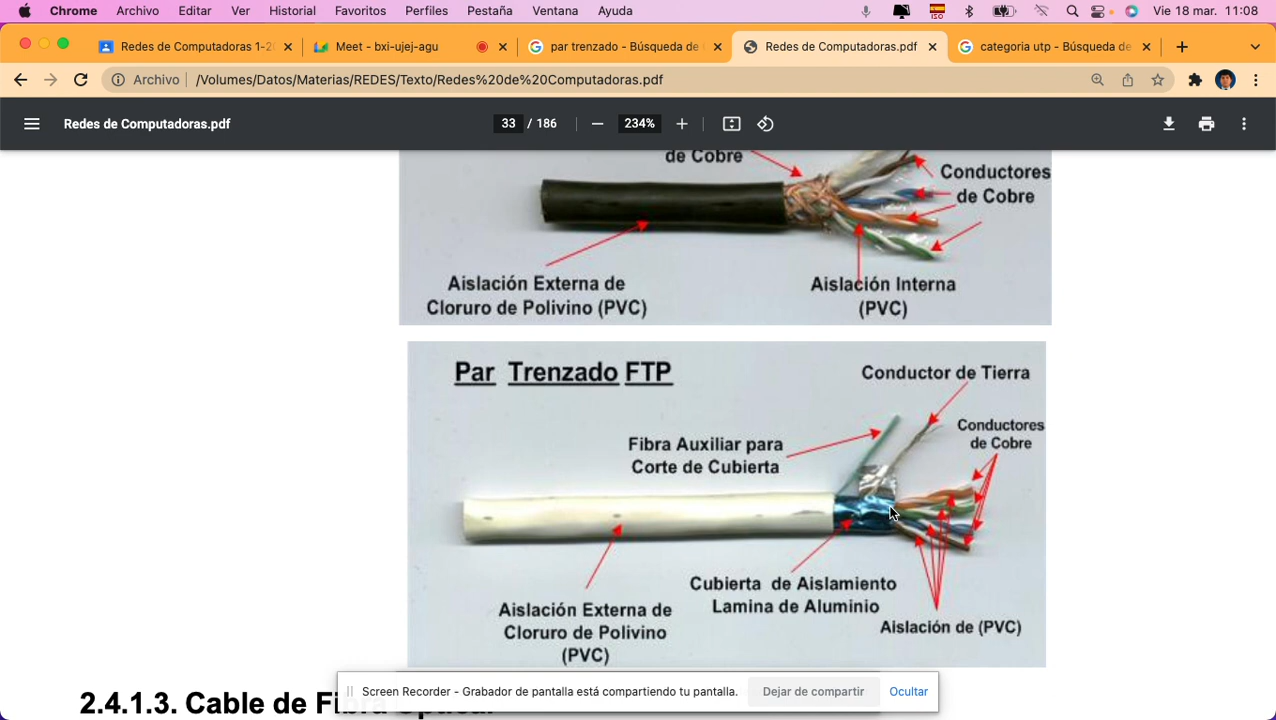 Chrome Archivo Editar Ver Historial Favoritos Perfiles Pestaña Ventana Ayuda ISO Vie 18 mar. 11:08
Redes de Computadoras 1-20 Meet - bxi-ujej-agu par trenzado - Búsqueda de Redes de Computadoras.pdf categoria utp - Búsqueda de
Archivo /Volumes/Datos/Materias/REDES/Texto/Redes%20de%20Computadoras.pdf
Redes de Computadoras.pdf 33 / 186 234%
de Cobre
Conductores
de Cobre
Aislación Externa de
Cloruro de Polivino (PVC)
Aislación Interna
(PVC)
Par Trenzado FTP
Conductor de Tierra
Conductores
de Cobre
Fibra Auxiliar para
Corte de Cubierta
Cubierta de Aislamiento
Lamina de Aluminio
Aislación Externa de
Cloruro de Polivino
(PVC)
Aislación de (PVC)
Screen Recorder - Grabador de pantalla está compartiendo tu pantalla. Dejar de compartir Ocultar
2.4.1.3. Cable de Fibra Óptica.